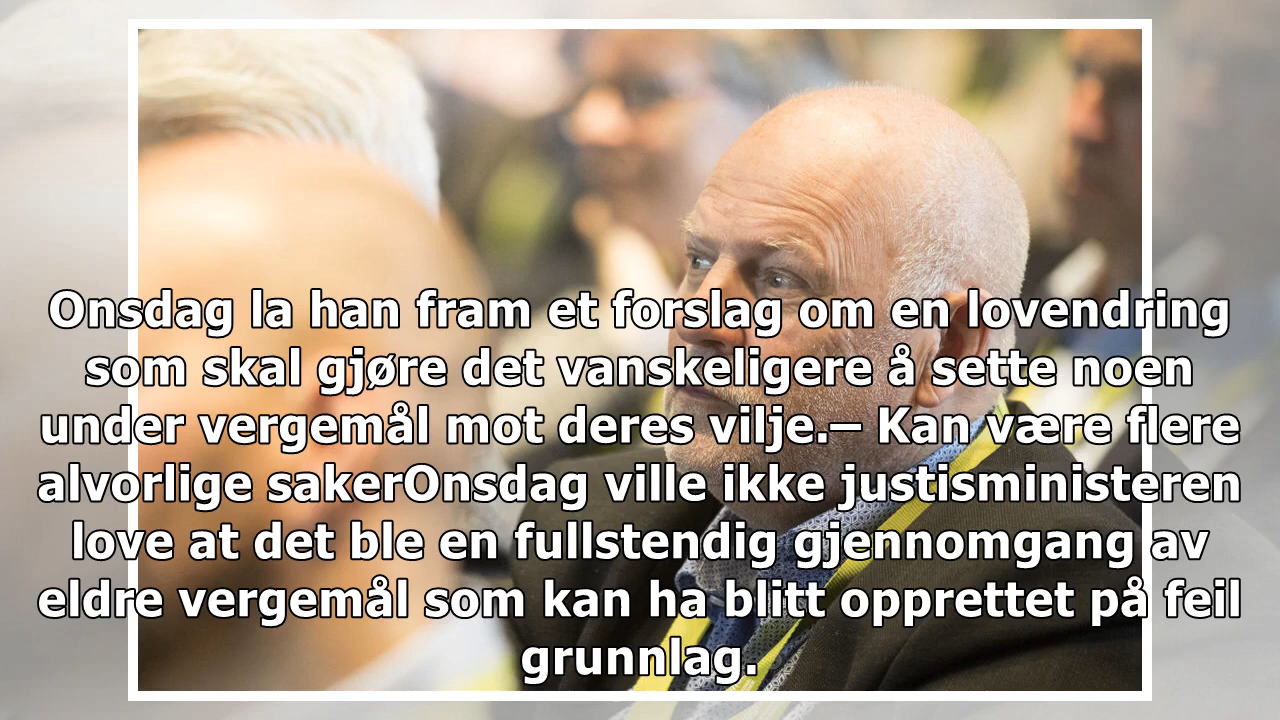 Onsdag la han fram et forslag om en lovendring
som skal gjøre det vanskeligere å sette noen
under vergemål mot deres vilje.— Kan være flere
alvorlige sakerOnsdag ville ikke justisministeren
love at det ble en fullstendig gjennomgang av
eldre vergemål som kan ha blitt opprettet på feil
grunnlag.